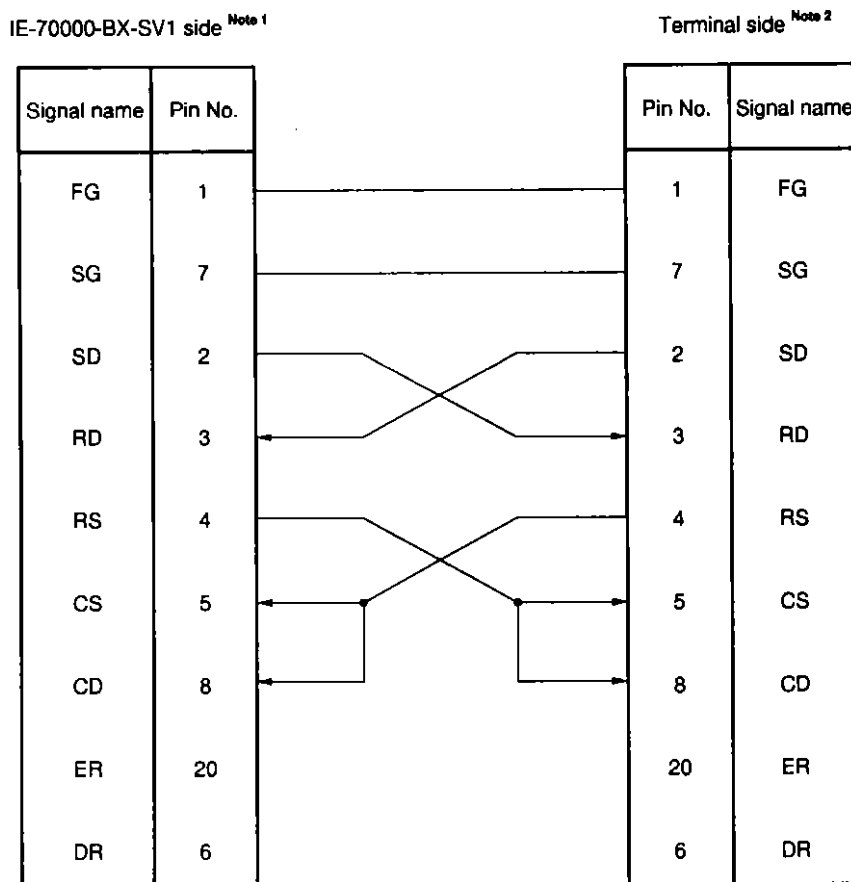 IE-70000-BX-SV1 side Note 1 Terminal side Note 2
Signal name Pin No. Pin No. Signal name
FG 1 1 FG
SG 7 7 SG
SD 2 2 SD
RD 3 3 RD
RS 4 4 RS
CS 5 5 CS
CD 8 8 CD
ER 20 20 ER
DR 6 6 DR